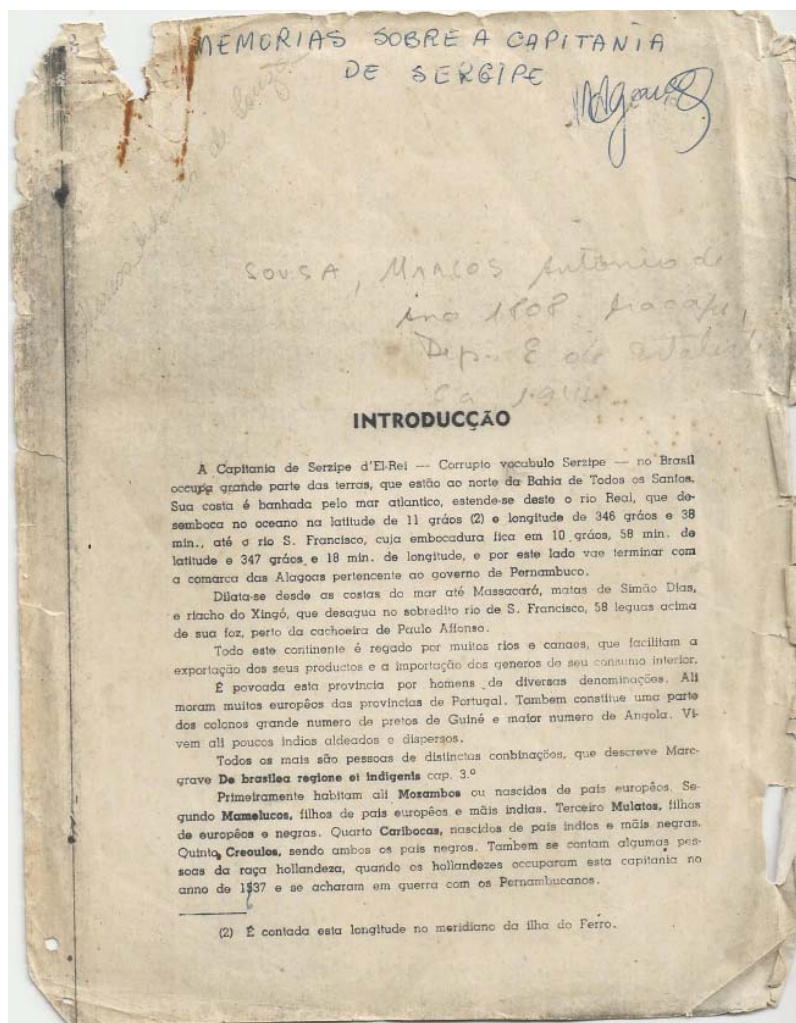 MEMORIAS SOBRE A CAPITANIA
DE SERGIPE
SOUSA, Marcos Antonio de
ano 1808. Aracaju,
Dep. E de
Ca
INTRODUCÇÃO
A Capitania de Serzipe d'El-Rei — Corrupto vocabulo Serzipe — no Brasil
occupa grande parte das terras, que estão ao norte da Bahia de Todos os Santos.
Sua costa é banhada pelo mar atlantico, estende-se deste o rio Real, que de-
semboca no oceano na latitude de 11 gráos (2) e longitude de 346 gráos e 38
min., até o rio S. Francisco, cuja embocadura fica em 10 gráos, 58 min. de
latitude e 347 gráos e 18 min. de longitude, e por este lado vae terminar com
a comarca das Alagoas pertencente ao governo de Pernambuco.
Dilata-se desde as costas do mar até Massacará, matas de Simão Dias,
e riacho do Xingó, que desagua no sobredito rio de S. Francisco, 58 leguas acima
de sua foz, perto da cachoeira de Paulo Affonso.
Todo este continente é regado por muitos rios e canaes, que facilitam a
exportação dos seus productos e a importação dos generos de seu consumo interior.
É povoada esta provincia por homens de diversas denominações. Ali
moram muitos européos das provincias de Portugal. Tambem constitue uma parte
dos colonos grande numero de pretos de Guiné e maior numero de Angola. Vi-
vem ali poucos indios aldeados e dispersos.
Todos os mais são pessoas de distinctas conbinações, que descreve Marc-
grave De brasilea regione et indigenis cap. 3.º
Primeiramente habitam ali Mozambos ou nascidos de pais européos. Se-
gundo Mamelucos, filhos de pais européos e mãis indias. Terceiro Mulatos, filhos
de européos e negras. Quarto Caribocas, nascidos de pais indios e mãis negras.
Quinto, Creoulos, sendo ambos os pais negros. Tambem se contam algumas pes-
soas da raça hollandeza, quando os hollandezes occuparam esta capitania no
anno de 1637 e se acharam em guerra com os Pernambucanos.
(2) É contada esta longitude no meridiano da ilha do Ferro.